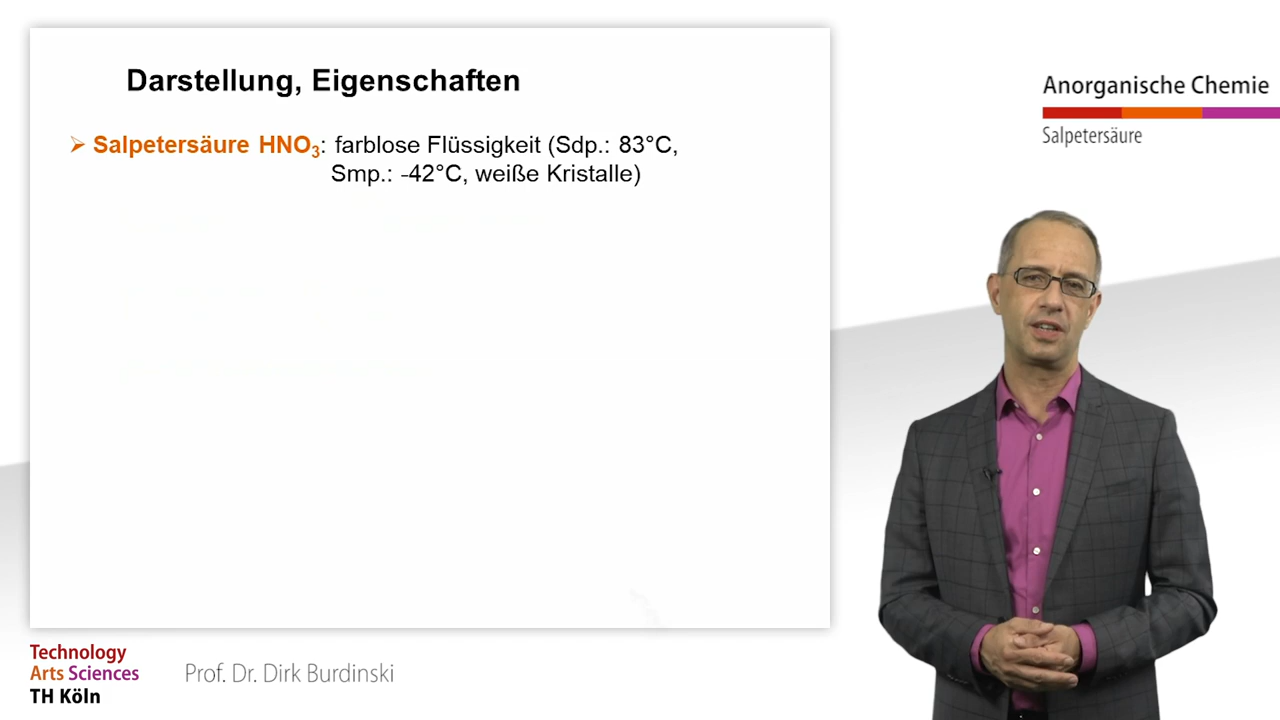 Darstellung, Eigenschaften
➢ Salpetersäure HNO₃: farblose Flüssigkeit (Sdp.: 83°C,
Smp.: -42°C, weiße Kristalle)
Anorganische Chemie
Salpetersäure
Technology
Arts Sciences
TH Köln
Prof. Dr. Dirk Burdinski